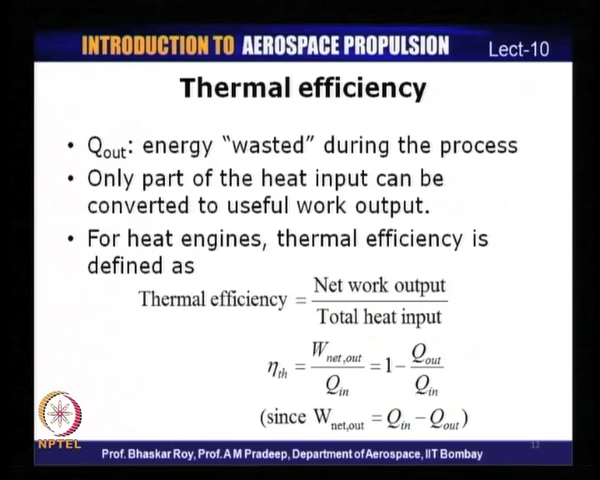 INTRODUCTION TO AEROSPACE PROPULSION Lect-10
Thermal efficiency
• Qout: energy “wasted” during the process
• Only part of the heat input can be
converted to useful work output.
• For heat engines, thermal efficiency is
defined as
Thermal efficiency = Net work output / Total heat input
ηth = Wnet,out / Qin = 1 − Qout / Qin
(since Wnet,out = Qin − Qout)
NPTEL
12
Prof. Bhaskar Roy, Prof. A M Pradeep, Department of Aerospace, IIT Bombay